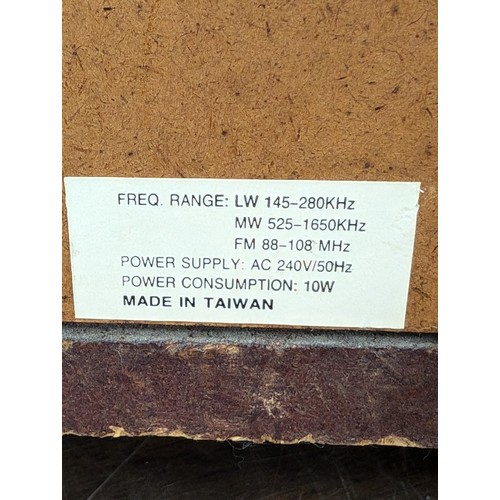 FREQ. RANGE: LW 145-280KHz
MW 525-1650KHz
FM 88-108 MHz
POWER SUPPLY: AC 240V/50Hz
POWER CONSUMPTION: 10W
MADE IN TAIWAN